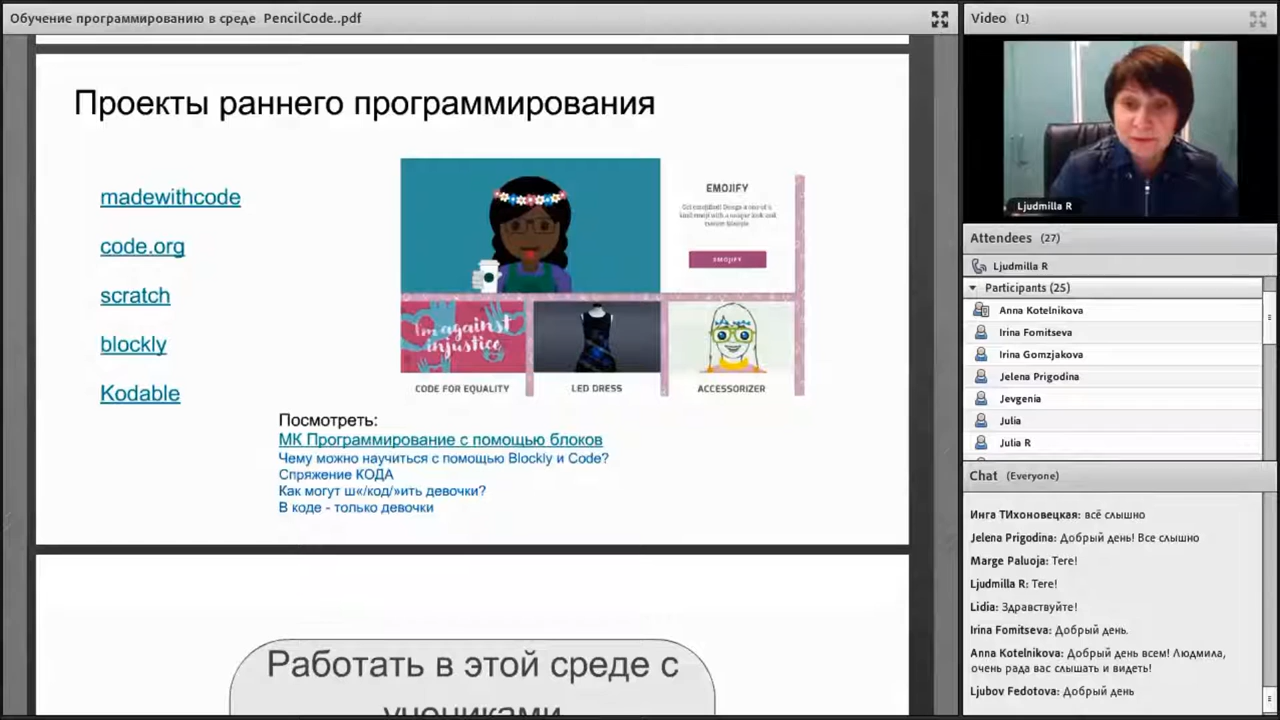 Обучение программированию в среде PencilCode..pdf
Проекты раннего программирования
madewithcode
code.org
scratch
blockly
Kodable
EMOJIFY
EMOJIFY
I'm against
injustice
CODE FOR EQUALITY
LED DRESS
ACCESSORIZER
Посмотреть:
МК Программирование с помощью блоков
Чему можно научиться с помощью Blockly и Code?
Спряжение КОДА
Как могут ш«/код/»ить девочки?
В коде - только девочки
Работать в этой среде с
учениками
Video (1)
Ljudmilla R
Attendees (27)
Ljudmilla R
Participants (25)
Anna Kotelnikova
Irina Fomitseva
Irina Gomzjakova
Jelena Prigodina
Jevgenia
Julia
Julia R
Chat (Everyone)
Инга ТИхоновецкая: всё слышно
Jelena Prigodina: Добрый день! Все слышно
Marge Paluoja: Tere!
Ljudmilla R: Tere!
Lidia: Здравствуйте!
Irina Fomitseva: Добрый день.
Anna Kotelnikova: Добрый день всем! Людмила,
очень рада вас слышать и видеть!
Ljubov Fedotova: Добрый день